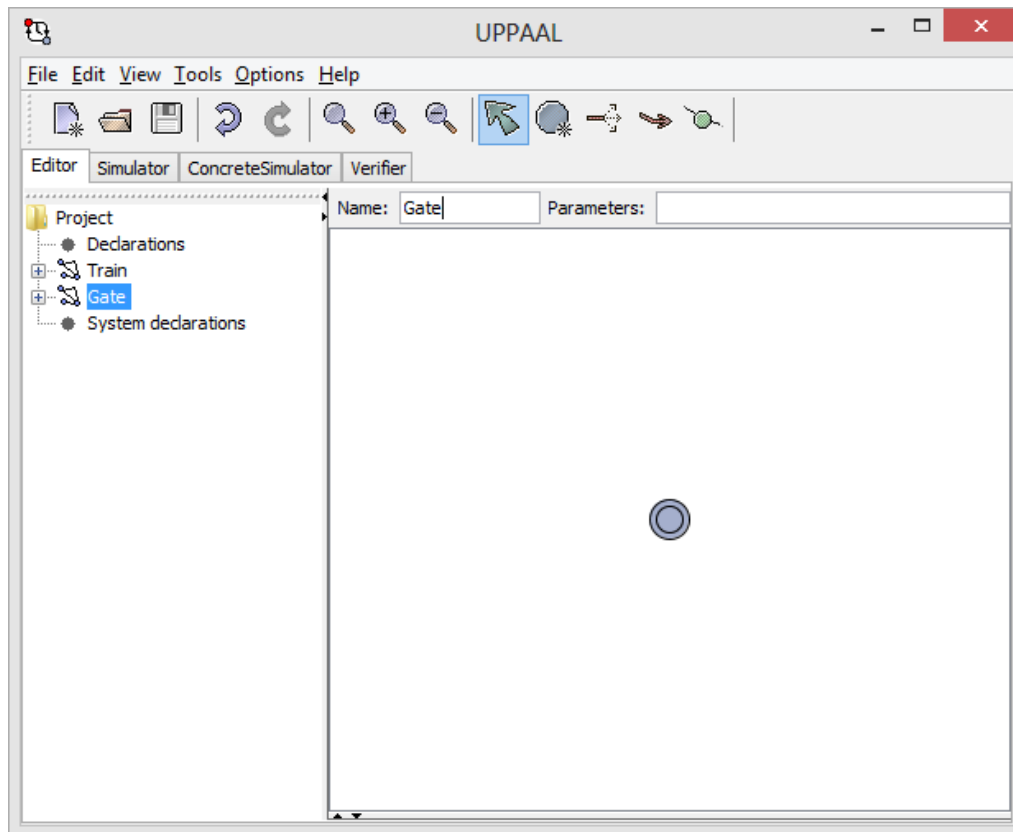 UPPAAL
File Edit View Tools Options Help
Editor Simulator ConcreteSimulator Verifier
Name: Gate Parameters:
Project
Declarations
Train
Gate
System declarations